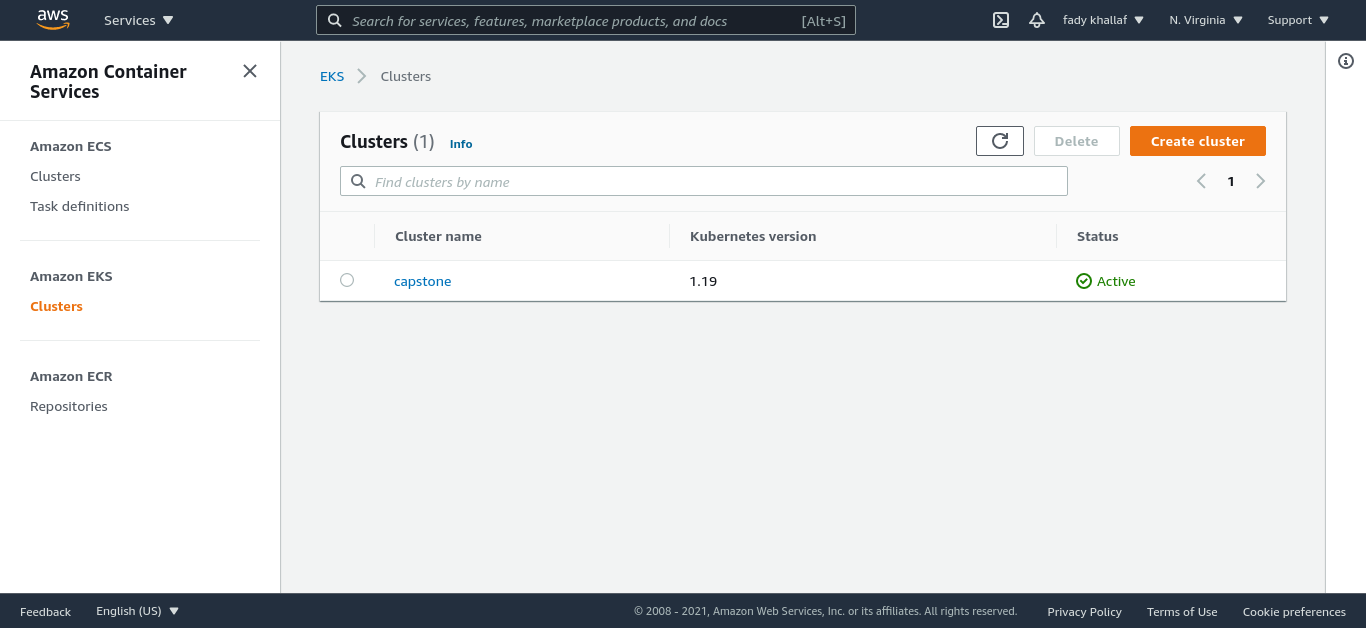 aws
Services
Search for services, features, marketplace products, and docs
[Alt+S]
fady khallaf
N. Virginia
Support
Amazon Container
Services
Amazon ECS
Clusters
Task definitions
Amazon EKS
Clusters
Amazon ECR
Repositories
EKS
Clusters
Clusters (1)
Info
Delete
Create cluster
Find clusters by name
1
Cluster name
Kubernetes version
Status
capstone
1.19
Active
Feedback
English (US)
© 2008 - 2021, Amazon Web Services, Inc. or its affiliates. All rights reserved.
Privacy Policy
Terms of Use
Cookie preferences